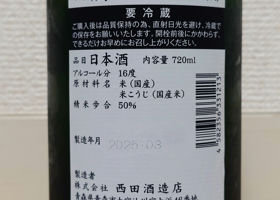 要冷蔵
ご購入後は品質保持の為、直射日光を避け、冷蔵での保存をお願いいたします。開栓前後にかかわらず、
できるだけお早めにお召し上がりください。
品目 日本酒 内容量 720ml
アルコール分 16度
原材料名 米(国産)
米こうじ(国産米)
精米歩合 50%
製造年月 2025.03
製造者
株式会社 西田酒造店
4582356331213